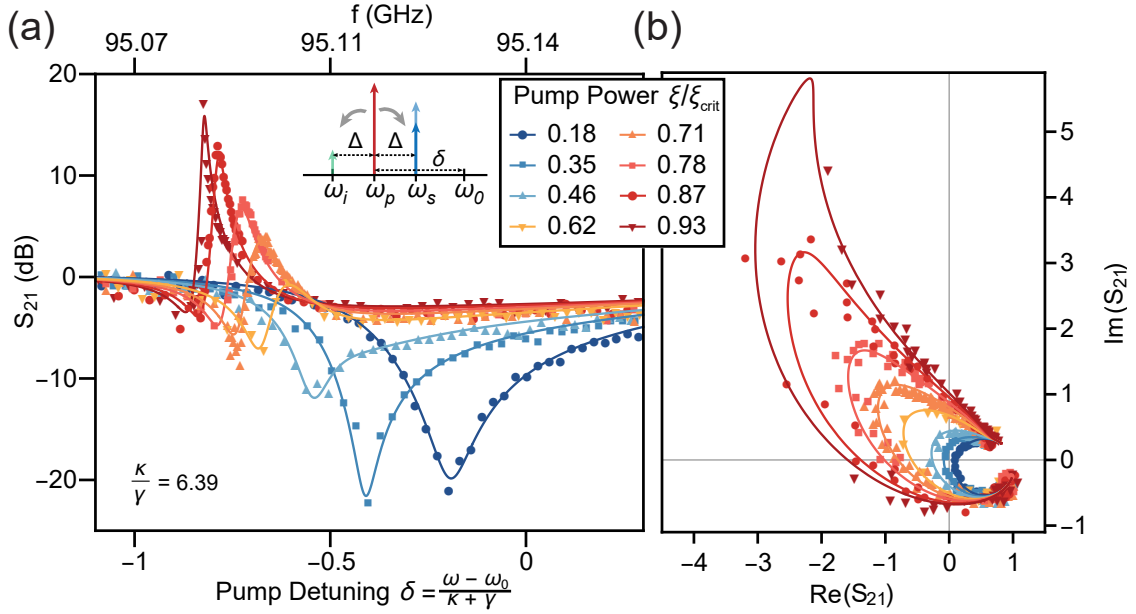 (a)
f (GHz)
95.07 95.11 95.14
20
10
0
−10
−20
S21 (dB)
Δ Δ
δ
ωi ωp ωs ω0
κ/γ = 6.39
−1 −0.5 0
Pump Detuning δ = ω − ω0 / κ + γ
Pump Power ξ/ξcrit
0.18 0.71
0.35 0.78
0.46 0.87
0.62 0.93
(b)
5
4
3
2
1
0
−1
Im(S21)
−4 −3 −2 −1 0 1
Re(S21)